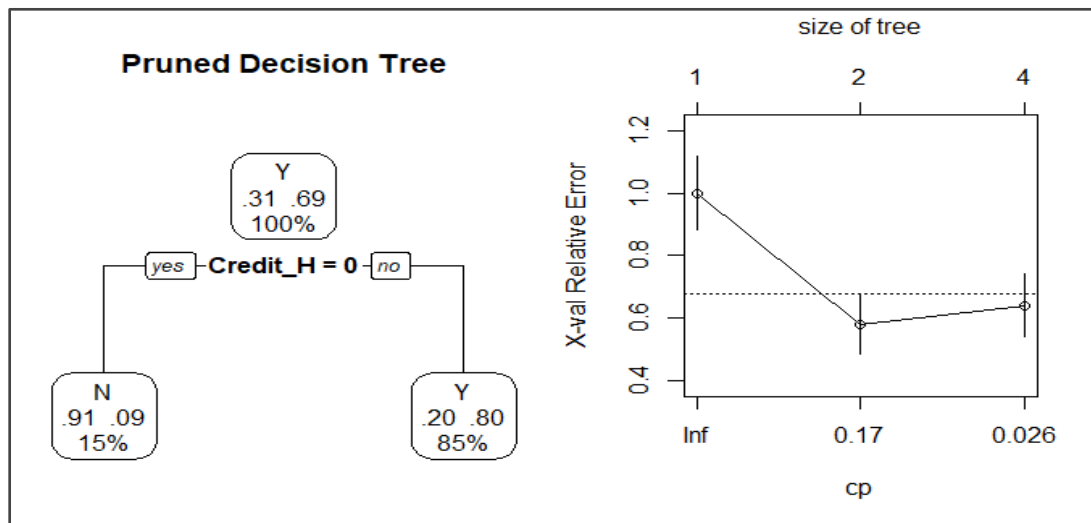 Pruned Decision Tree
Y
.31 .69
100%
yes Credit_H = 0 no
N
.91 .09
15%
Y
.20 .80
85%
size of tree
1 2 4
X-val Relative Error
1.2
1.0
0.8
0.6
0.4
Inf 0.17 0.026
cp